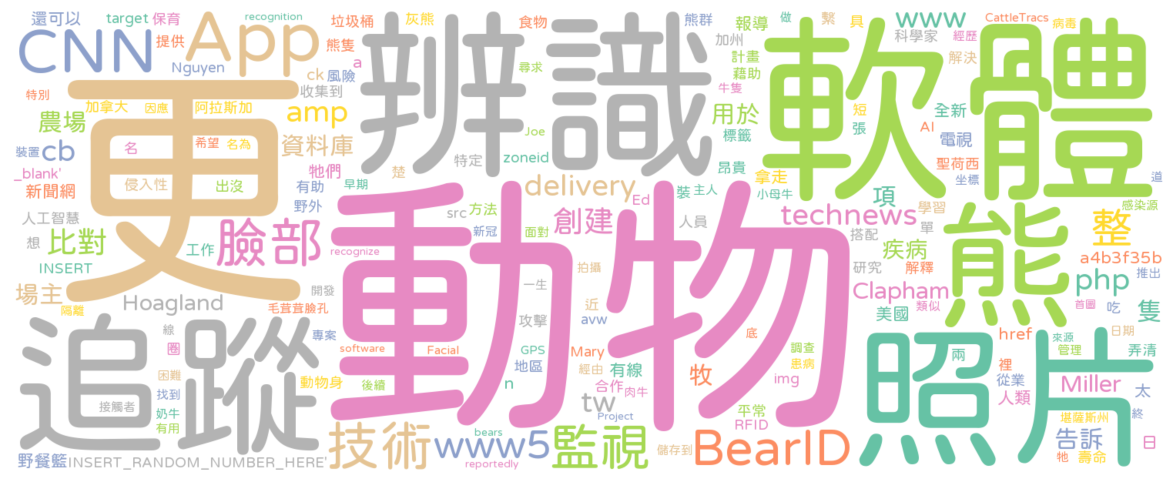 還可以 target 保育 灰熊 食物 熊群 報導 www CattleTracs 病毒
recognition 做 繫 具
CNN App 辨識 軟體
提供 垃圾桶 加州 科學家 經歷
Nguyen 熊隻 a 尋求 計畫 解決
ck 風險 藉助
特別 更 收集到 牛隻
加拿大 因應 阿拉斯加 amp 用於 短 全新
農場 張 AI
希望 名為 資料庫 Joe 標籤 電視
裝置 cb 名 牠們 特定 zoneid 昂貴 聖荷西
_blank' 侵入性 出沒 有助 早期 楚 拿走 坐標 道
新聞網 野外 delivery 裝 主人 小母牛 項
人工智慧 臉部 src 方法 創建 Ed technews 學習 熊 感染源
想 比對 工作 新冠 面對 人員 搭配 單 整
INSERT recognize 動物 疾病 a4b3f35b
場主 Hoagland 開發 一生 拍攝 研究 解釋 php 推出
隔離 毛茸茸臉孔 攻擊 近 Clapham 類似 首圖
線 專案 avw 美國 吃 隻
追蹤 圈 software Facial GPS Mary 底 照片 href 來源 日期
困難 地區 經由 有線 調查 兩 管理 弄清
找到 動物身 後續 n 合作 肉牛 img 患病 裡
接觸者 奶牛 tw 牧 從業 Miller 太
有用 Project 平常 人類 堪薩斯州 終
技術 www5 監視 BearID RFID 告訴 日
bears
野餐籃 INSERT_RANDOM_NUMBER_HERE' reportedly 儲存到 牠 壽命